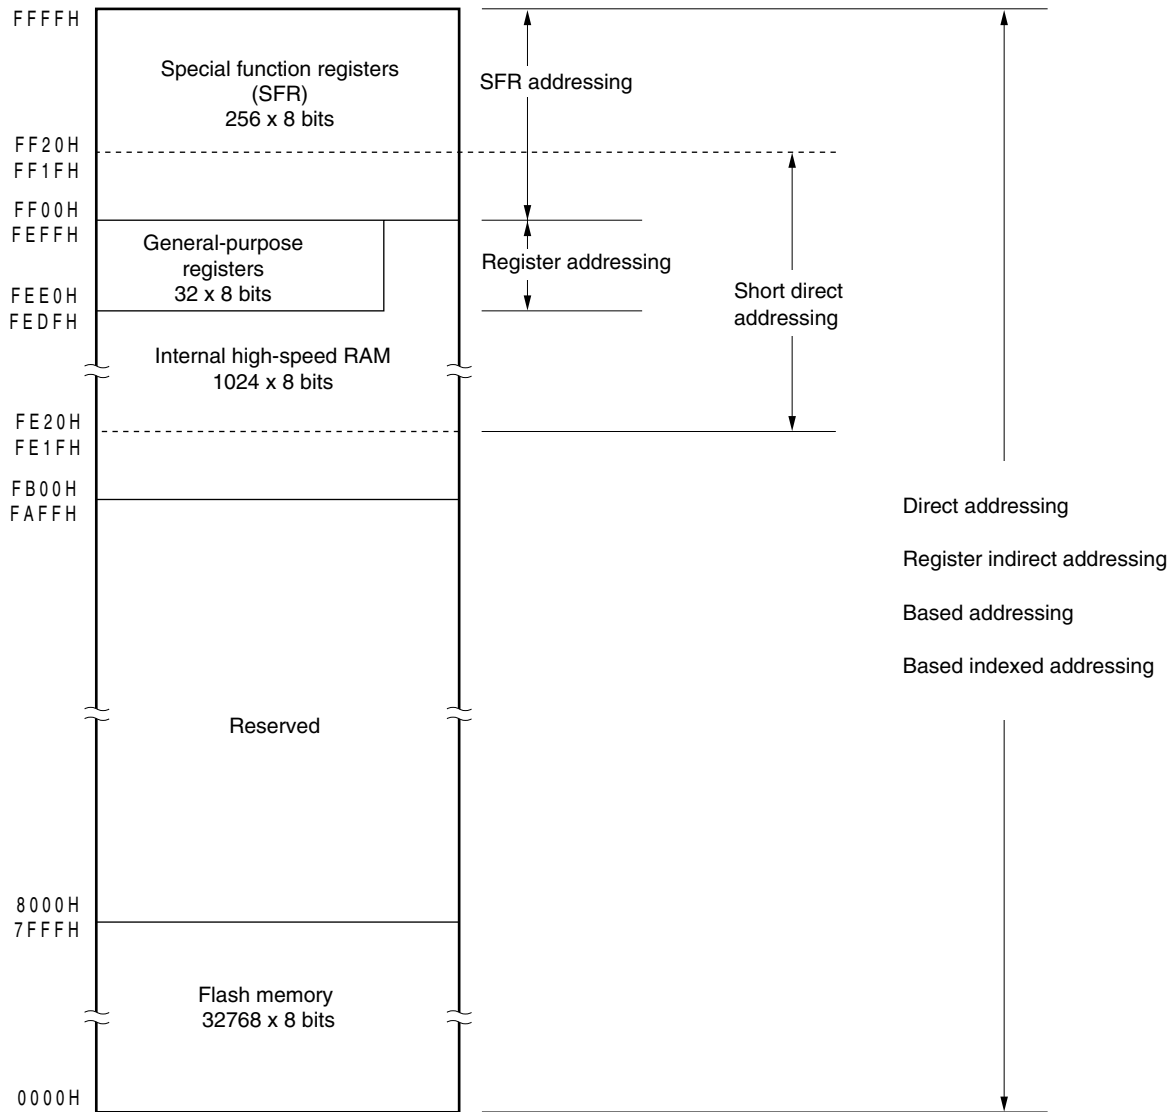 FFFFH
Special function registers
(SFR)
256 x 8 bits
SFR addressing
FF20H
FF1FH
FF00H
FEFFH
General-purpose
registers
32 x 8 bits
Register addressing
FEE0H
FEDFH
Short direct
addressing
Internal high-speed RAM
1024 x 8 bits
FE20H
FE1FH
FB00H
FAFFH
Direct addressing
Register indirect addressing
Based addressing
Based indexed addressing
Reserved
8000H
7FFFH
Flash memory
32768 x 8 bits
0000H